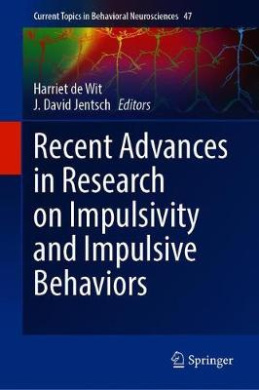 Current Topics in Behavioral Neurosciences 47
Harriet de Wit
J. David Jentsch Editors
Recent Advances
in Research
on Impulsivity
and Impulsive
Behaviors
Springer